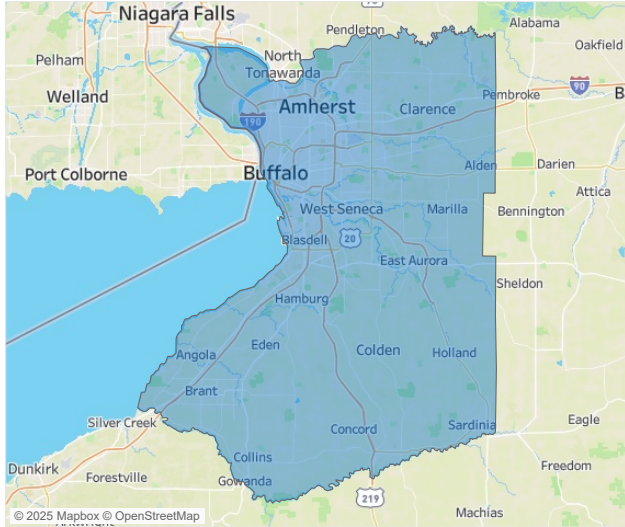 Niagara Falls
Pendleton
Alabama
Oakfield
Pelham
North
Tonawanda
Welland
Amherst
Clarence
Pembroke
90
190
Port Colborne
Buffalo
Alden
Darien
Attica
West Seneca
Marilla
Bennington
Blasdell
20
East Aurora
Sheldon
Hamburg
Eden
Colden
Holland
Angola
Brant
Silver Creek
Concord
Sardinia
Eagle
Collins
Dunkirk
Forestville
Gowanda
Freedom
219
Machias
© 2025 Mapbox © OpenStreetMap